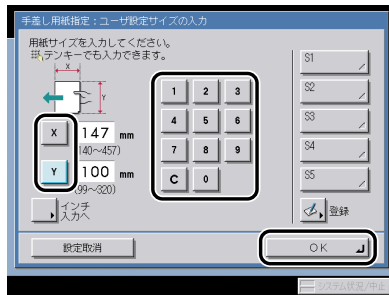 手差し用紙指定：ユーザ設定サイズの入力
用紙サイズを入力してください。
テンキーでも入力できます。
X
Y
X 147 mm
(140～457)
Y 100 mm
(99～320)
インチ
入力へ
1 2 3
4 5 6
7 8 9
C 0
S1
S2
S3
S4
S5
登録
設定取消
OK
システム状況/中止